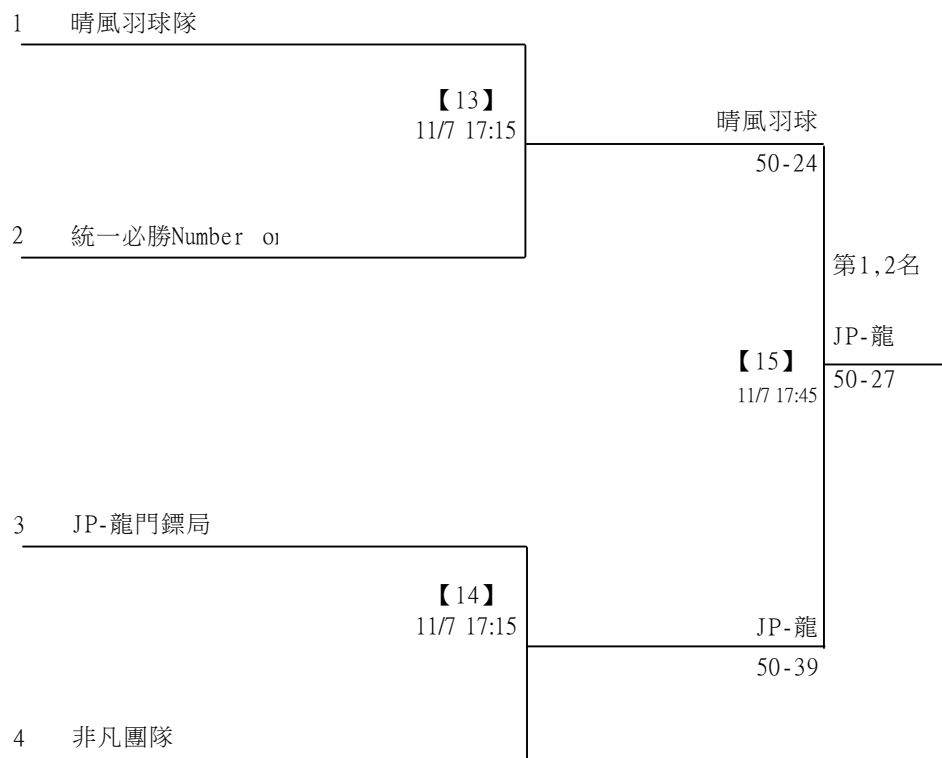 1 晴風羽球隊
【13】
11/7 17:15
晴風羽球
50-24
2 統一必勝Number
第1,2名
JP-龍
【15】
50-27
11/7 17:45
3 JP-龍門鏢局
【14】
11/7 17:15
JP-龍
50-39
4 非凡團隊